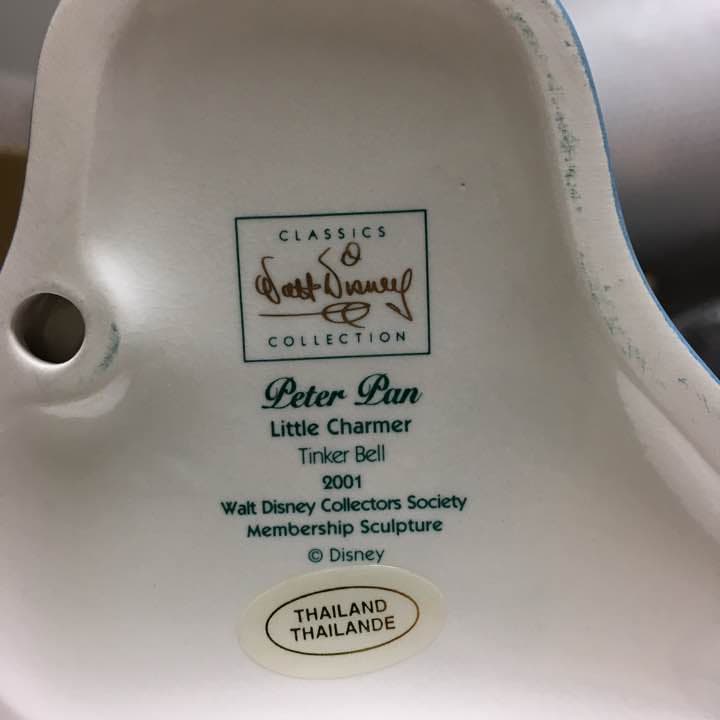 CLASSICS
Walt Disney
COLLECTION
Peter Pan
Little Charmer
Tinker Bell
2001
Walt Disney Collectors Society
Membership Sculpture
© Disney
THAILAND
THAILANDE